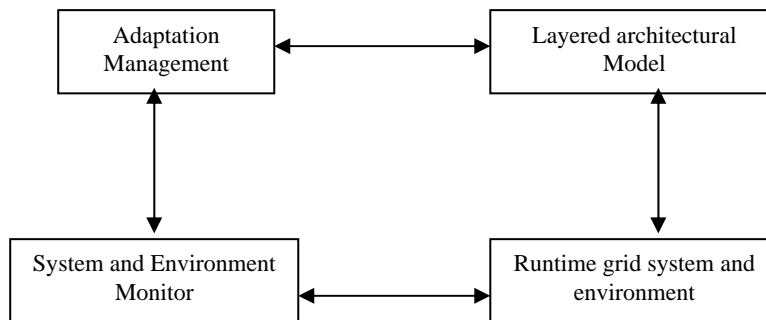 Adaptation
Management
Layered architectural
Model
System and Environment
Monitor
Runtime grid system and
environment